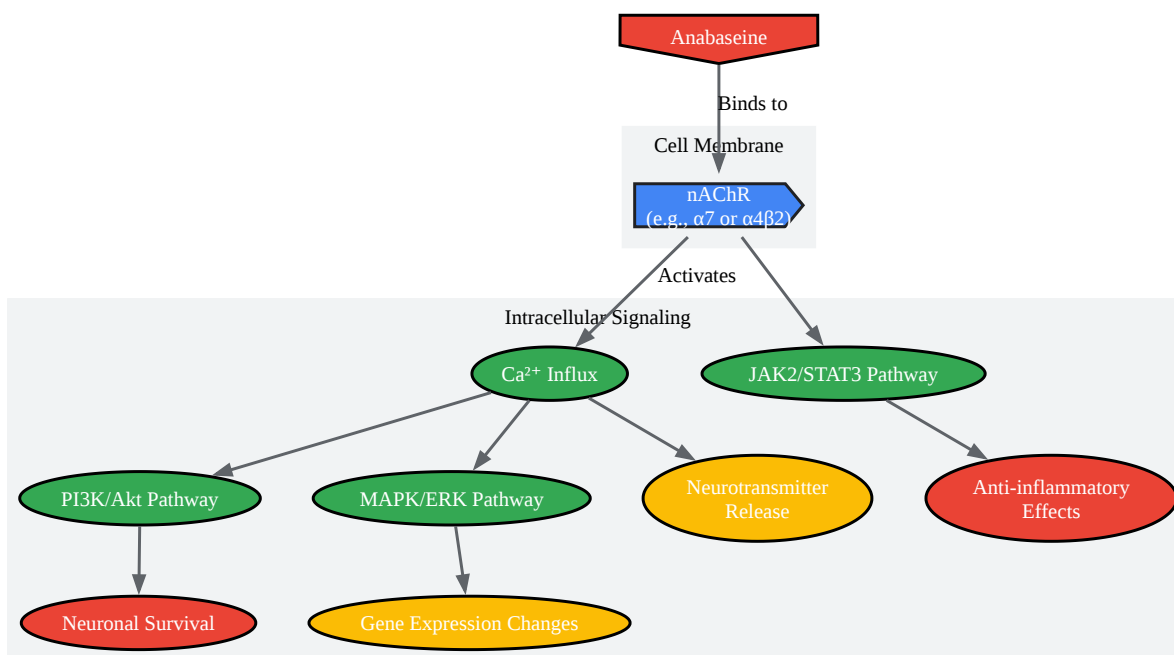 Anabaseine
Binds to
Cell Membrane
nAChR
(e.g., α7 or α4β2)
Activates
Intracellular Signaling
Ca²⁺ Influx
JAK2/STAT3 Pathway
PI3K/Akt Pathway
MAPK/ERK Pathway
Neurotransmitter
Release
Anti-inflammatory
Effects
Neuronal Survival
Gene Expression Changes